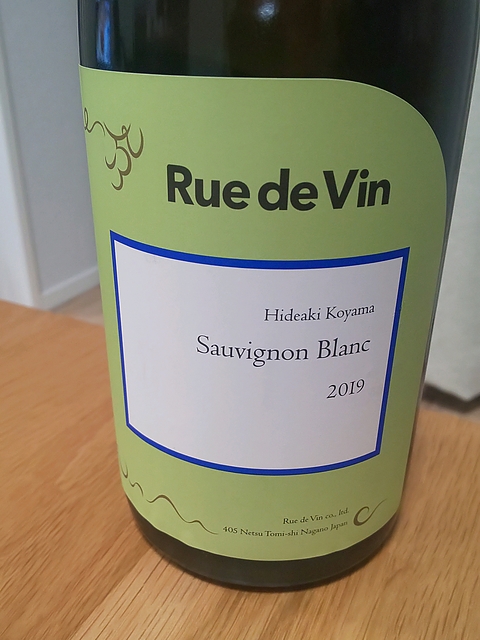 Rue de Vin
Hideaki Koyama
Sauvignon Blanc
2019
Rue de Vin co., ltd.
405 Netsu Tomi-shi Nagano Japan